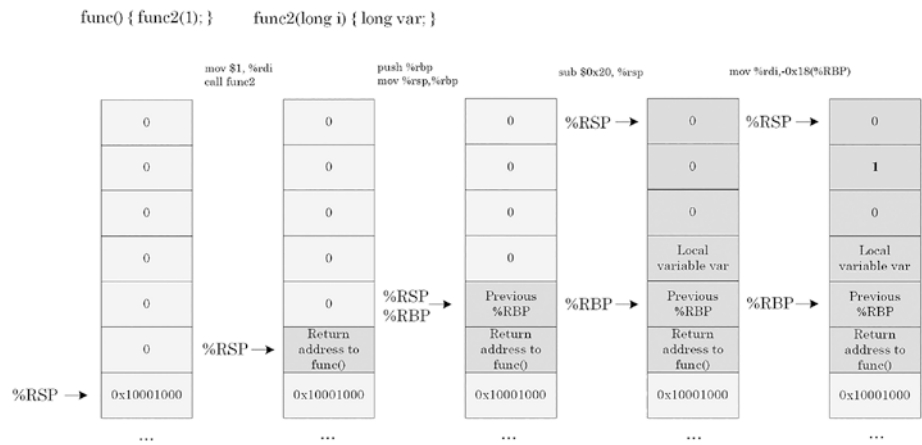 func() { func2(1); }
func2(long i) { long var; }
mov $1, %rdi
call func2
push %rbp
mov %rsp,%rbp
sub $0x20, %rsp
mov %rdi,-0x18(%RBP)
0
0
0
%RSP
0
%RSP
0
0
0
0
0
1
0
0
0
0
0
0
0
0
Local
variable var
Local
variable var
0
0
%RSP
%RBP
Previous
%RBP
%RBP
Previous
%RBP
%RBP
Previous
%RBP
0
%RSP
Return
address to
func()
Return
address to
func()
Return
address to
func()
Return
address to
func()
%RSP
0x10001000
0x10001000
0x10001000
0x10001000
0x10001000
...
...
...
...
...